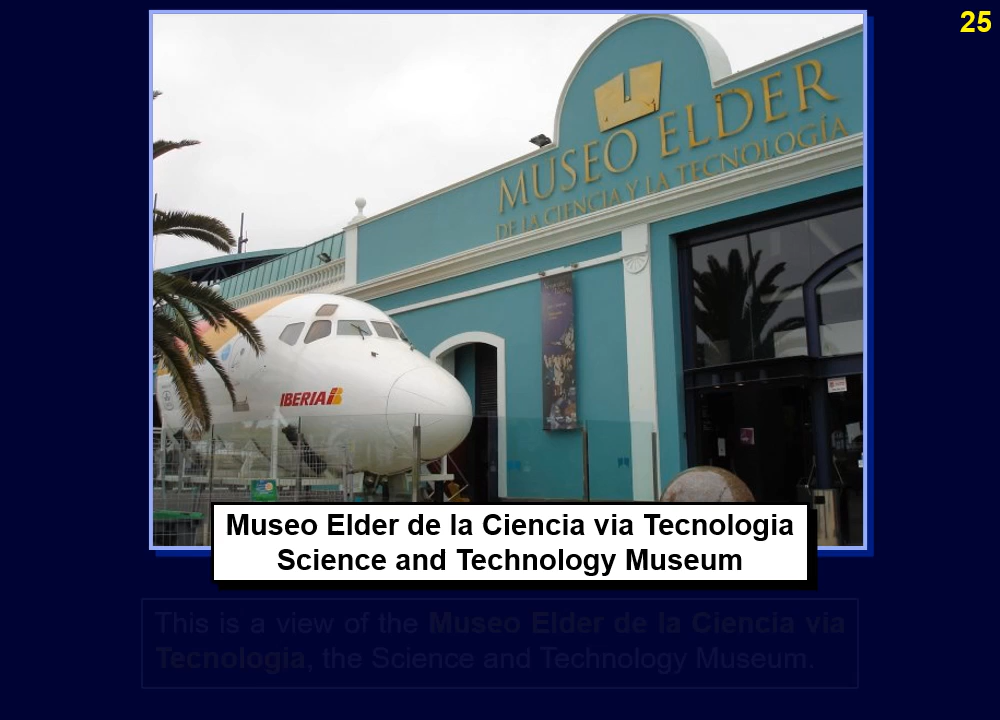 25
MUSEO ELDER
DE LA CIENCIA Y LA TECNOLOGÍA
IBERIA
Museo Elder de la Ciencia via Tecnologia
Science and Technology Museum
This is a view of the Museo Elder de la Ciencia via
Tecnologia, the Science and Technology Museum.